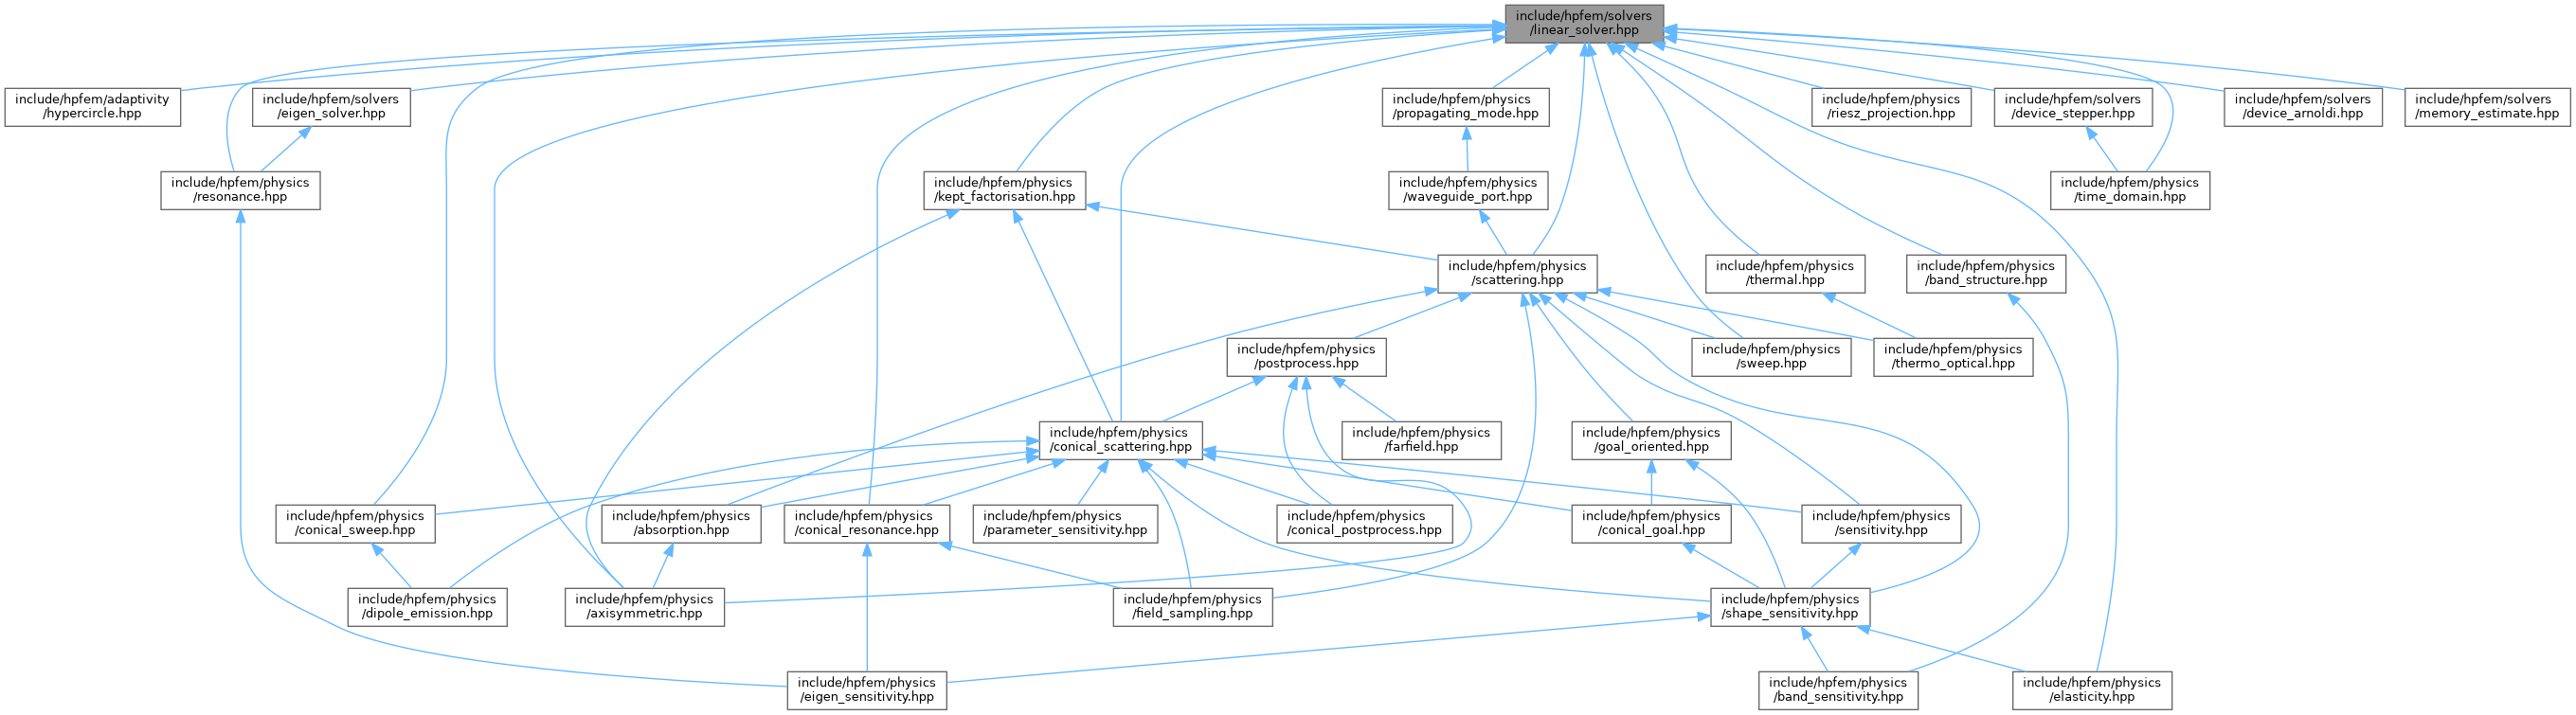 include/hpfem/solvers
/linear_solver.hpp
include/hpfem/adaptivity
/hypercircle.hpp
include/hpfem/solvers
/eigen_solver.hpp
include/hpfem/physics
/propagating_mode.hpp
include/hpfem/physics
/riesz_projection.hpp
include/hpfem/solvers
/device_stepper.hpp
include/hpfem/solvers
/device_arnoldi.hpp
include/hpfem/solvers
/memory_estimate.hpp
include/hpfem/physics
/resonance.hpp
include/hpfem/physics
/kept_factorisation.hpp
include/hpfem/physics
/waveguide_port.hpp
include/hpfem/physics
/time_domain.hpp
include/hpfem/physics
/scattering.hpp
include/hpfem/physics
/thermal.hpp
include/hpfem/physics
/band_structure.hpp
include/hpfem/physics
/postprocess.hpp
include/hpfem/physics
/sweep.hpp
include/hpfem/physics
/thermo_optical.hpp
include/hpfem/physics
/conical_scattering.hpp
include/hpfem/physics
/farfield.hpp
include/hpfem/physics
/goal_oriented.hpp
include/hpfem/physics
/conical_sweep.hpp
include/hpfem/physics
/absorption.hpp
include/hpfem/physics
/conical_resonance.hpp
include/hpfem/physics
/parameter_sensitivity.hpp
include/hpfem/physics
/conical_postprocess.hpp
include/hpfem/physics
/conical_goal.hpp
include/hpfem/physics
/sensitivity.hpp
include/hpfem/physics
/dipole_emission.hpp
include/hpfem/physics
/axisymmetric.hpp
include/hpfem/physics
/field_sampling.hpp
include/hpfem/physics
/shape_sensitivity.hpp
include/hpfem/physics
/eigen_sensitivity.hpp
include/hpfem/physics
/band_sensitivity.hpp
include/hpfem/physics
/elasticity.hpp